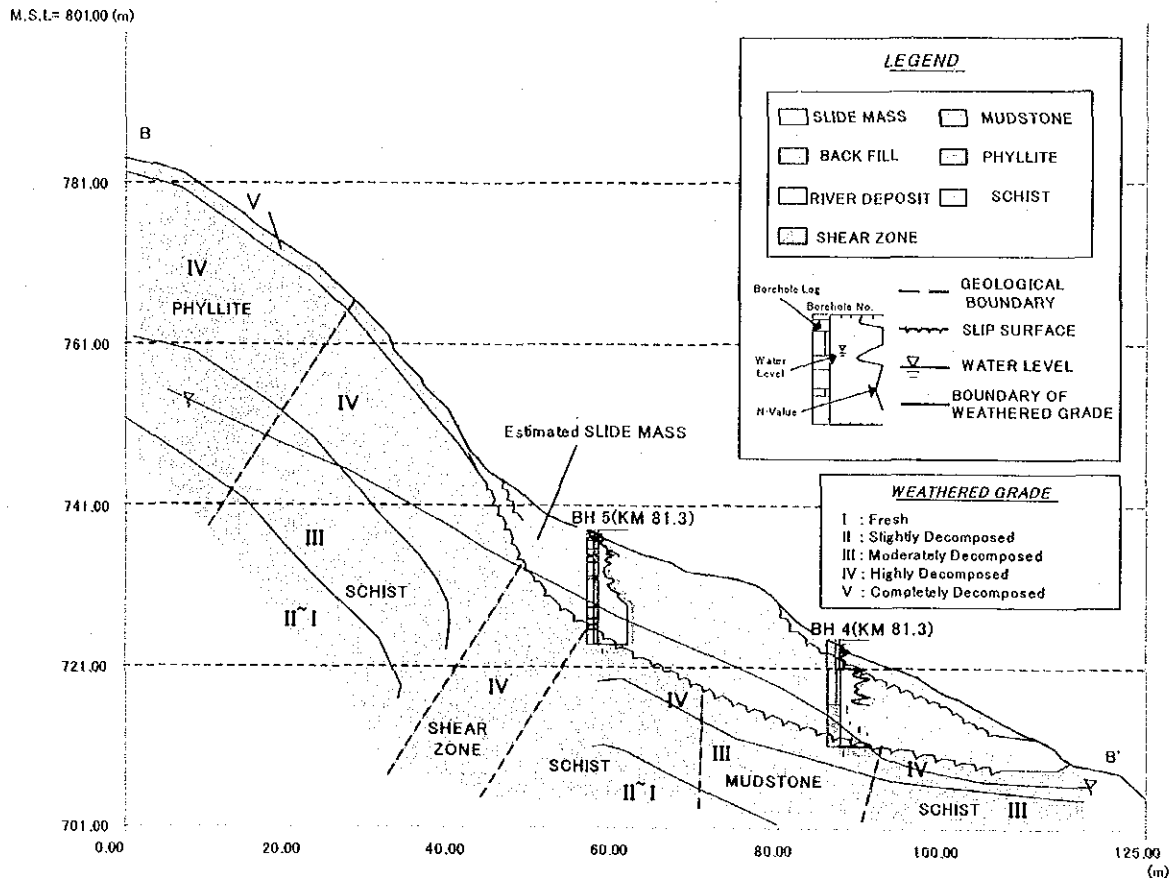 M.S.L= 801.00 (m)
LEGEND
SLIDE MASS
MUDSTONE
BACK FILL
PHYLLITE
RIVER DEPOSIT
SCHIST
SHEAR ZONE
Borehole Log
Borehole No.
Water
Level
N-Value
GEOLOGICAL
BOUNDARY
SLIP SURFACE
WATER LEVEL
BOUNDARY OF
WEATHERED GRADE
WEATHERED GRADE
I : Fresh
II : Slightly Decomposed
III : Moderately Decomposed
IV : Highly Decomposed
V : Completely Decomposed
B
781.00
V
IV
PHYLLITE
761.00
IV
Estimated SLIDE MASS
741.00
BH 5(KM 81.3)
III
SCHIST
II~I
BH 4(KM 81.3)
721.00
IV
SHEAR
ZONE
IV
SCHIST
II~I
III
MUDSTONE
IV
SCHIST
III
B'
701.00
0.00
20.00
40.00
60.00
80.00
100.00
125.00
(m)